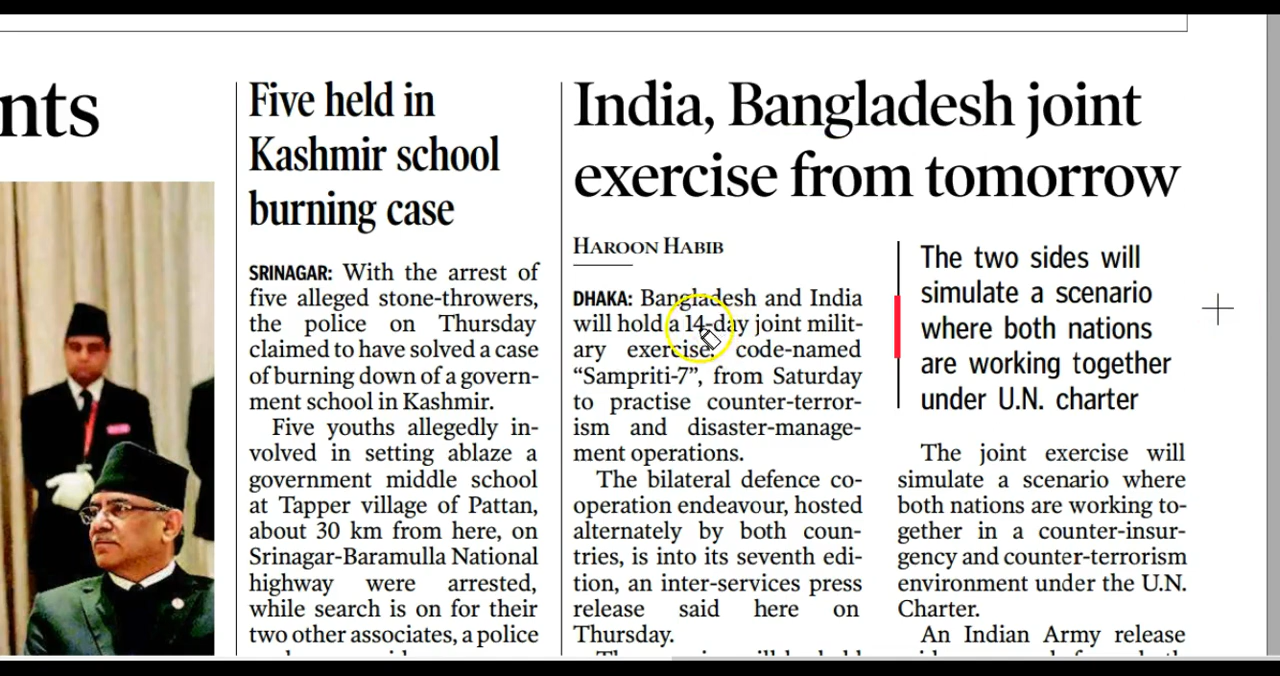 nts
Five held in
Kashmir school
burning case
SRINAGAR: With the arrest of
five alleged stone-throwers,
the police on Thursday
claimed to have solved a case
of burning down of a govern-
ment school in Kashmir.
Five youths allegedly in-
volved in setting ablaze a
government middle school
at Tapper village of Pattan,
about 30 km from here, on
Srinagar-Baramulla National
highway were arrested,
while search is on for their
two other associates, a police
India, Bangladesh joint
exercise from tomorrow
HAROON HABIB
DHAKA: Bangladesh and India
will hold a 14-day joint milit-
ary exercise, code-named
“Sampriti-7”, from Saturday
to practise counter-terror-
ism and disaster-manage-
ment operations.
The bilateral defence co-
operation endeavour, hosted
alternately by both coun-
tries, is into its seventh edi-
tion, an inter-services press
release said here on
Thursday.
The two sides will
simulate a scenario
where both nations
are working together
under U.N. charter
The joint exercise will
simulate a scenario where
both nations are working to-
gether in a counter-insur-
gency and counter-terrorism
environment under the U.N.
Charter.
An Indian Army release